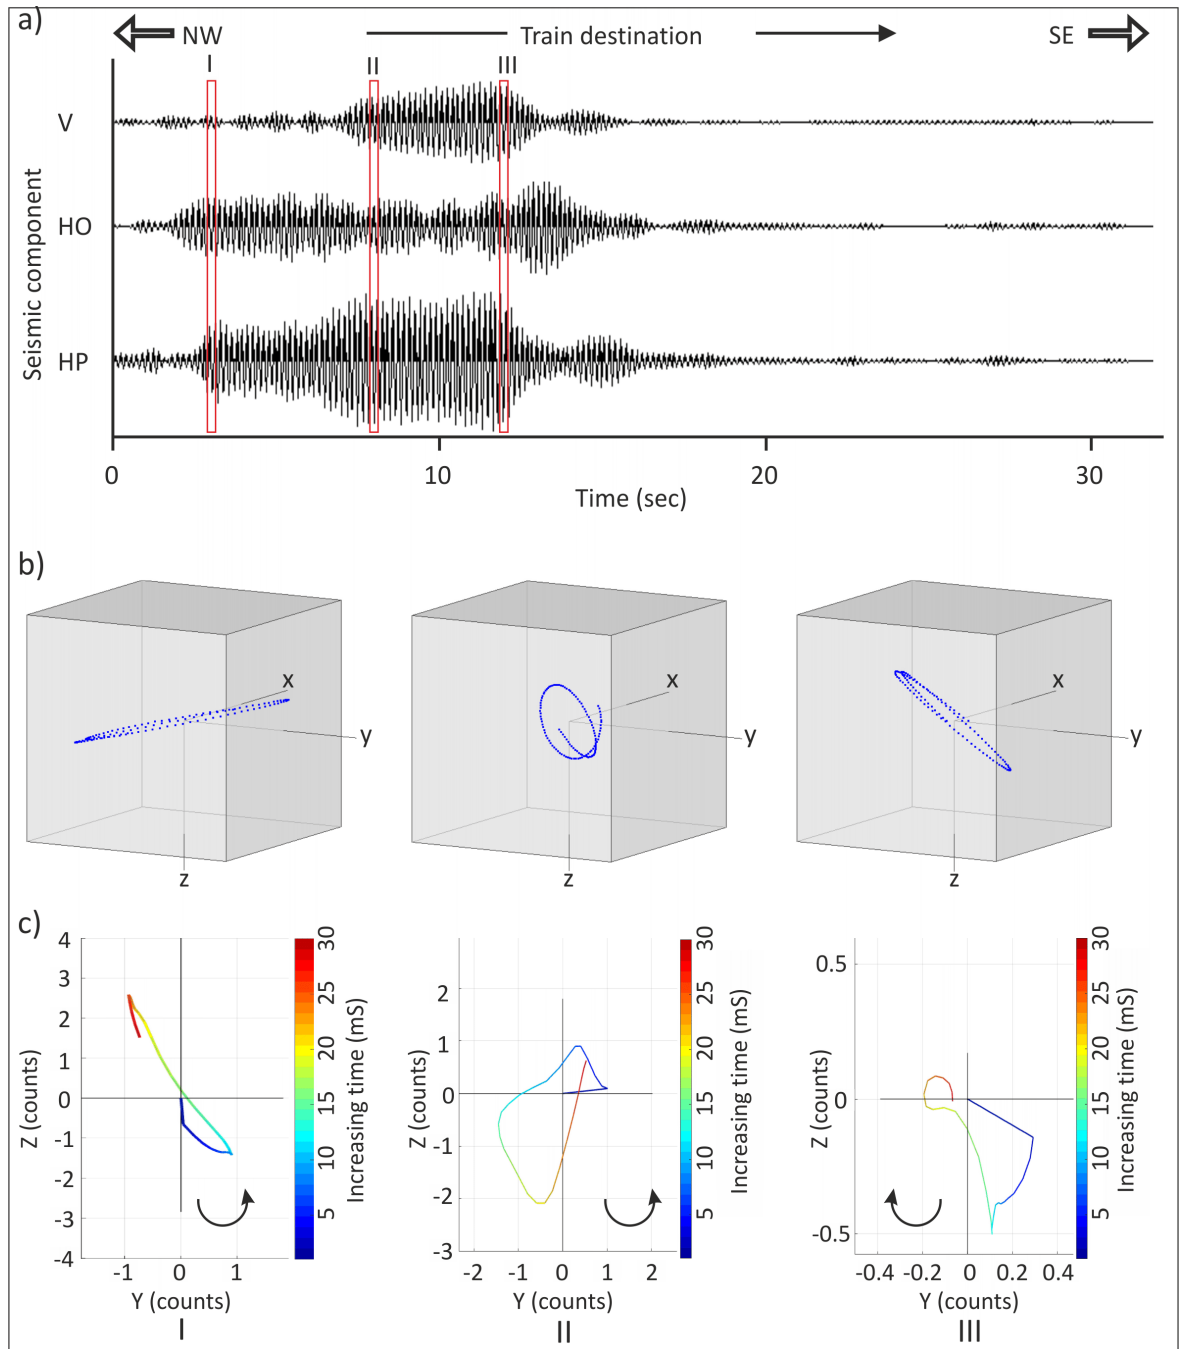 a)
NW Train destination SE
I II III
V
HO
HP
Seismic component
0 10 20 30
Time (sec)
b)
x x x
y y y
z z z
c)
4
3
2
1
0
-1
-2
-3
-4
Z (counts)
-1 0 1
Y (counts)
I
30
25
20
15
10
5
Increasing time (mS)
2
1
0
-1
-2
-3
Z (counts)
-2 -1 0 1 2
Y (counts)
II
30
25
20
15
10
5
Increasing time (mS)
0.5
0
-0.5
Z (counts)
-0.4 -0.2 0 0.2 0.4
Y (counts)
III
30
25
20
15
10
5
Increasing time (mS)